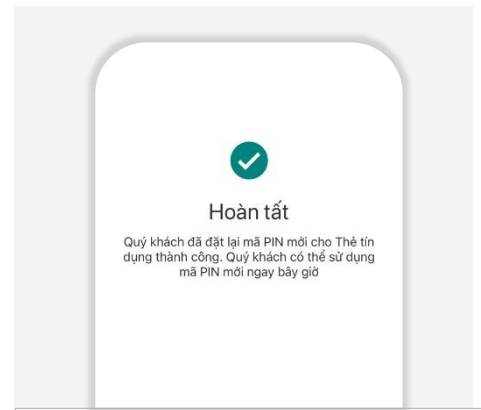 Hoàn tất
Quý khách đã đặt lại mã PIN mới cho Thẻ tín
dụng thành công. Quý khách có thể sử dụng
mã PIN mới ngay bây giờ